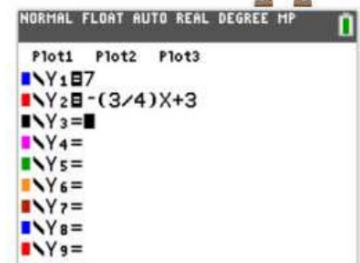 NORMAL FLOAT AUTO REAL DEGREE MP
Plot1 Plot2 Plot3
\Y1=7
\Y2=-(3/4)X+3
\Y3=
\Y4=
\Y5=
\Y6=
\Y7=
\Y8=
\Y9=